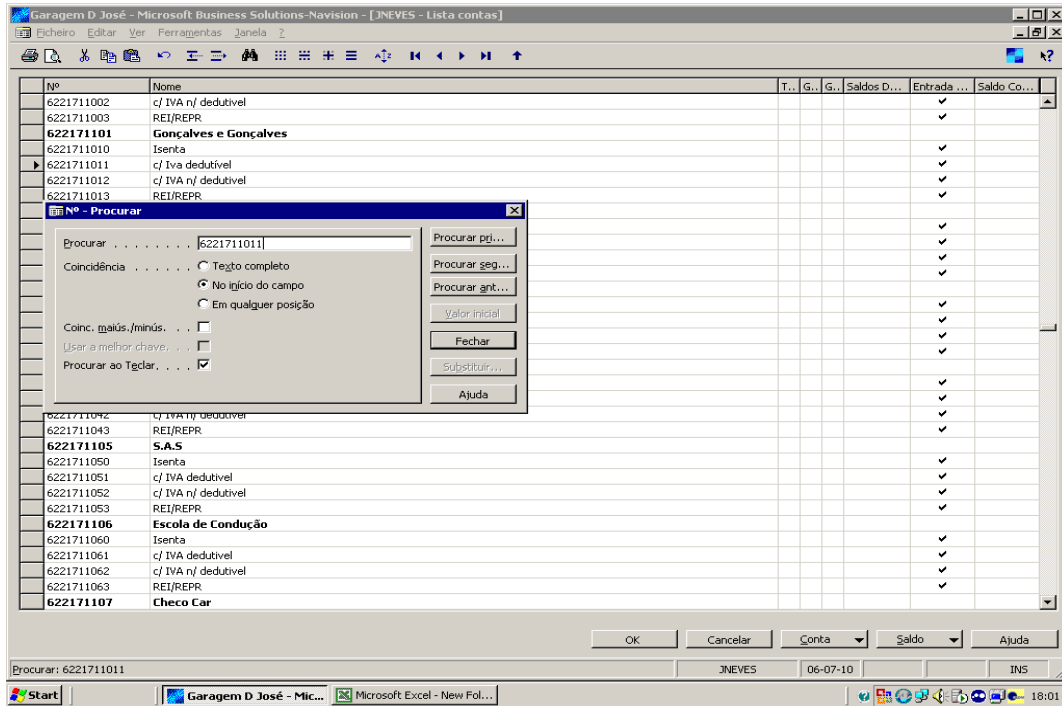 Garagem D José - Microsoft Business Solutions-Navision - [JNEVES - Lista contas]
Ficheiro Editar Ver Ferramentas Janela ?
Nº Nome T.. G.. G.. Saldos D... Entrada ... Saldo Co...
6221711002 c/ IVA n/ dedutivel
6221711003 REI/REPR
622171101 Gonçalves e Gonçalves
6221711010 Isenta
6221711011 c/ Iva dedutível
6221711012 c/ IVA n/ dedutivel
6221711013 REI/REPR
Nº - Procurar
Procurar . . . . . . . . 6221711011 Procurar pri...
Coincidência . . . . . . Texto completo Procurar seg...
No início do campo Procurar ant...
Em qualquer posição Valor inicial
Coinc. maiús./minús. . . Fechar
Usar a melhor chave. . .
Procurar ao Teclar. . . . Substituir...
Ajuda
6221711042 c/ IVA n/ dedutivel
6221711043 REI/REPR
622171105 S.A.S
6221711050 Isenta
6221711051 c/ IVA dedutivel
6221711052 c/ IVA n/ dedutivel
6221711053 REI/REPR
622171106 Escola de Condução
6221711060 Isenta
6221711061 c/ IVA dedutivel
6221711062 c/ IVA n/ dedutivel
6221711063 REI/REPR
622171107 Checo Car
OK Cancelar Conta Saldo Ajuda
Procurar: 6221711011 JNEVES 06-07-10 INS
Start Garagem D José - Mic... Microsoft Excel - New Fol... 18:01